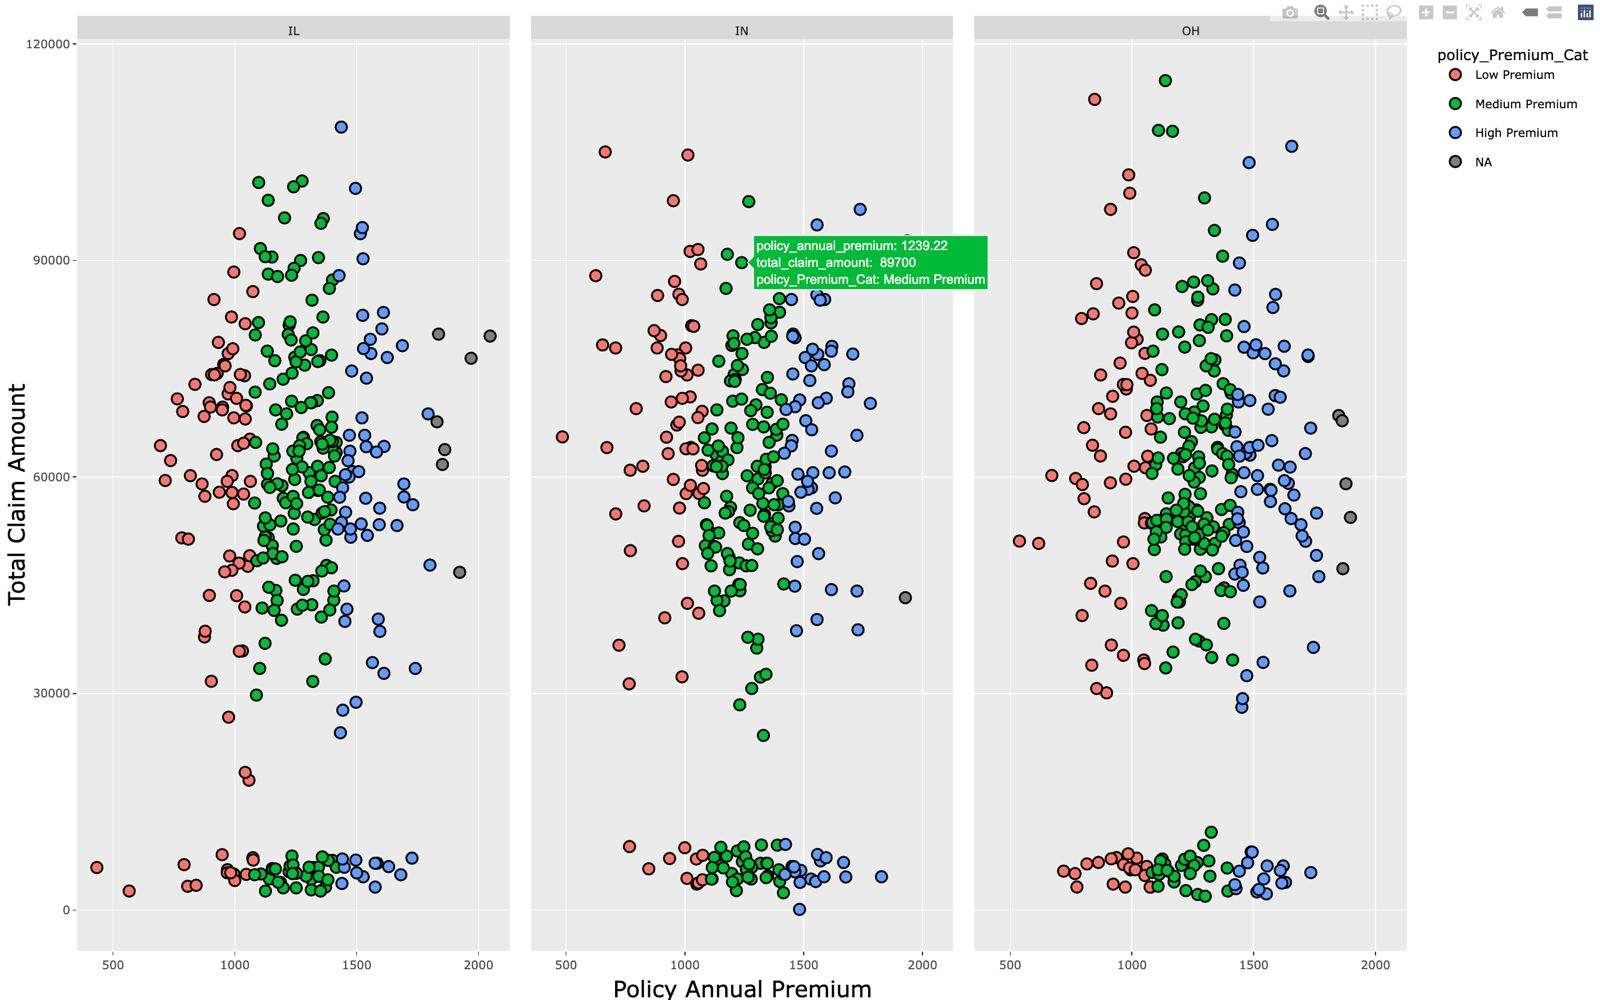 IL
IN
OH
policy_Premium_Cat
Low Premium
Medium Premium
High Premium
NA
120000
90000
60000
30000
0
Total Claim Amount
policy_annual_premium: 1239.22
total_claim_amount: 89700
policy_Premium_Cat: Medium Premium
500
1000
1500
2000
500
1000
1500
2000
500
1000
1500
2000
Policy Annual Premium